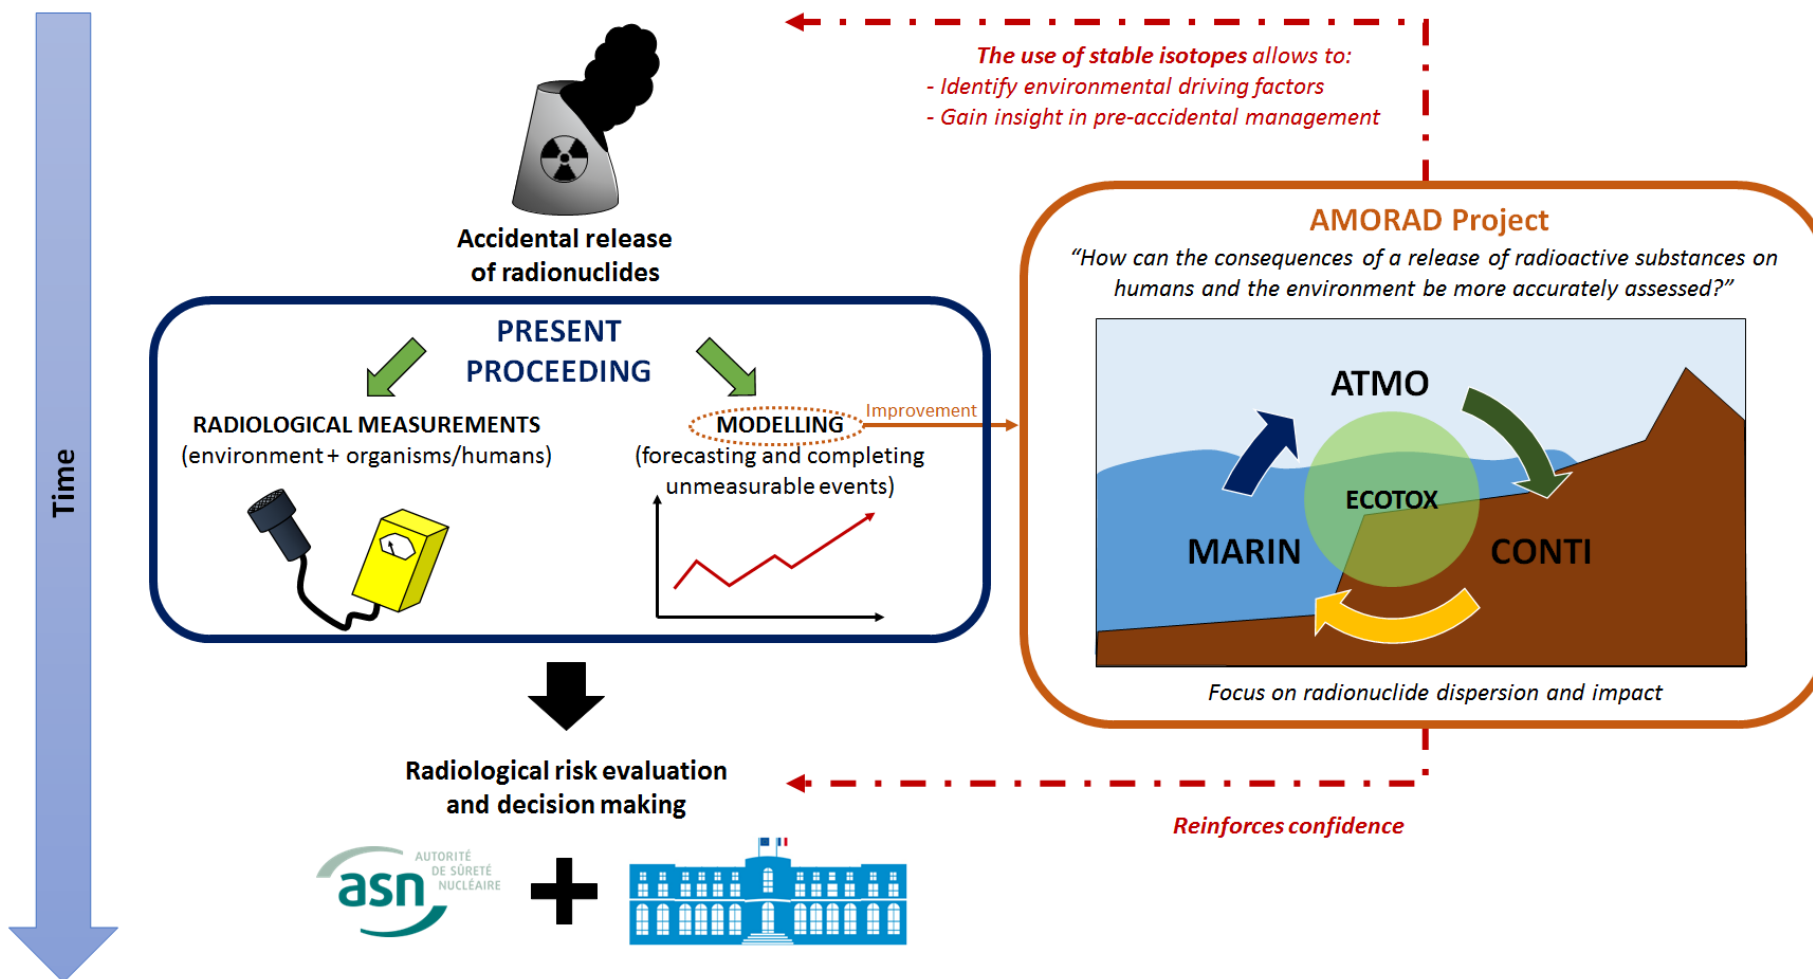 The use of stable isotopes allows to:
- Identify environmental driving factors
- Gain insight in pre-accidental management
Accidental release
of radionuclides
PRESENT
PROCEEDING
RADIOLOGICAL MEASUREMENTS
(environment + organisms/humans)
MODELLING
(forecasting and completing
unmeasurable events)
Improvement
AMORAD Project
“How can the consequences of a release of radioactive substances on
humans and the environment be more accurately assessed?”
ATMO
ECOTOX
MARIN
CONTI
Focus on radionuclide dispersion and impact
Time
Radiological risk evaluation
and decision making
Reinforces confidence
asn
AUTORITÉ
DE SÛRETÉ
NUCLÉAIRE